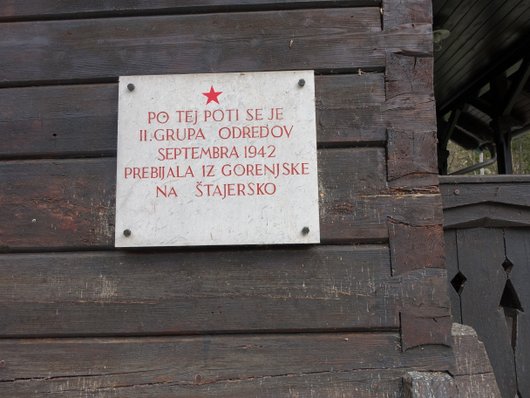 PO TEJ POTI SE JE
II. GRUPA ODREDOV
SEPTEMBRA 1942
PREBIJALA IZ GORENJSKE
NA ŠTAJERSKO